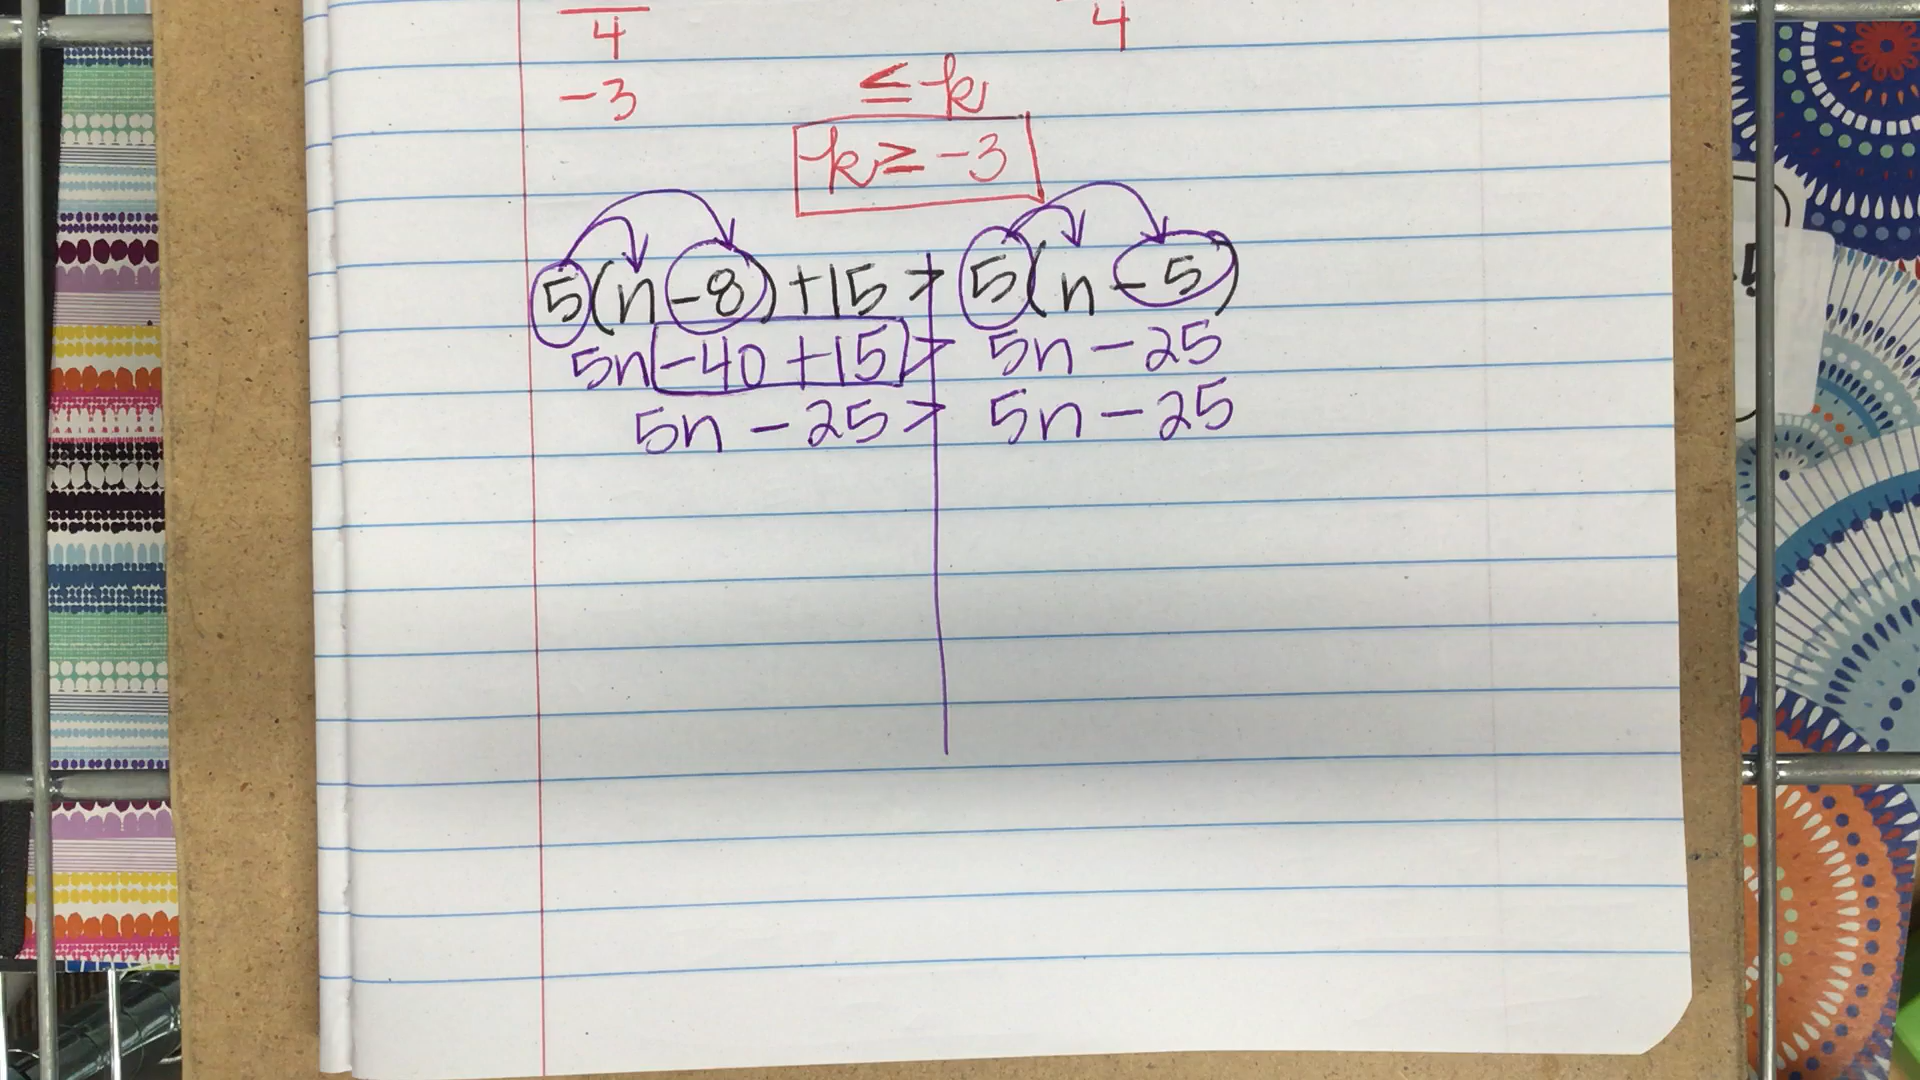 4 4
-3 ≤ k
k ≥ -3
5(n-8)+15 > 5(n-5)
5n-40+15 > 5n-25
5n-25 > 5n-25